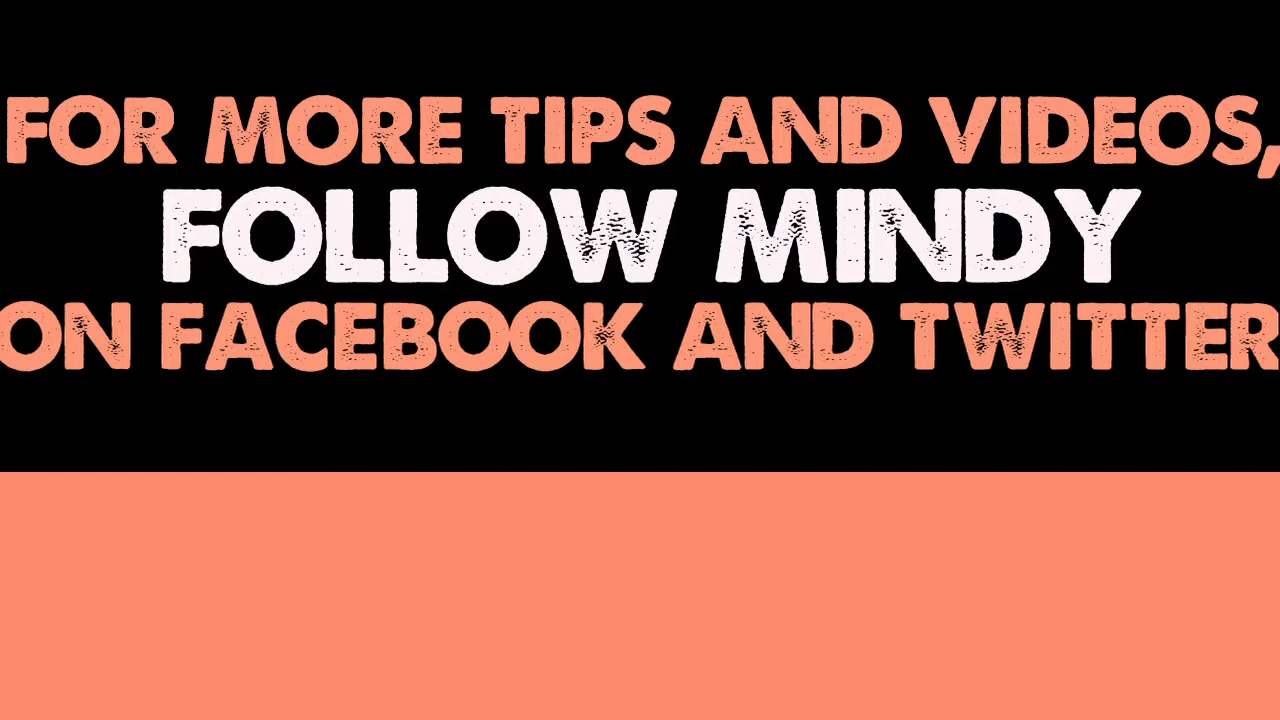 FOR MORE TIPS AND VIDEOS,
FOLLOW MINDY
ON FACEBOOK AND TWITTER